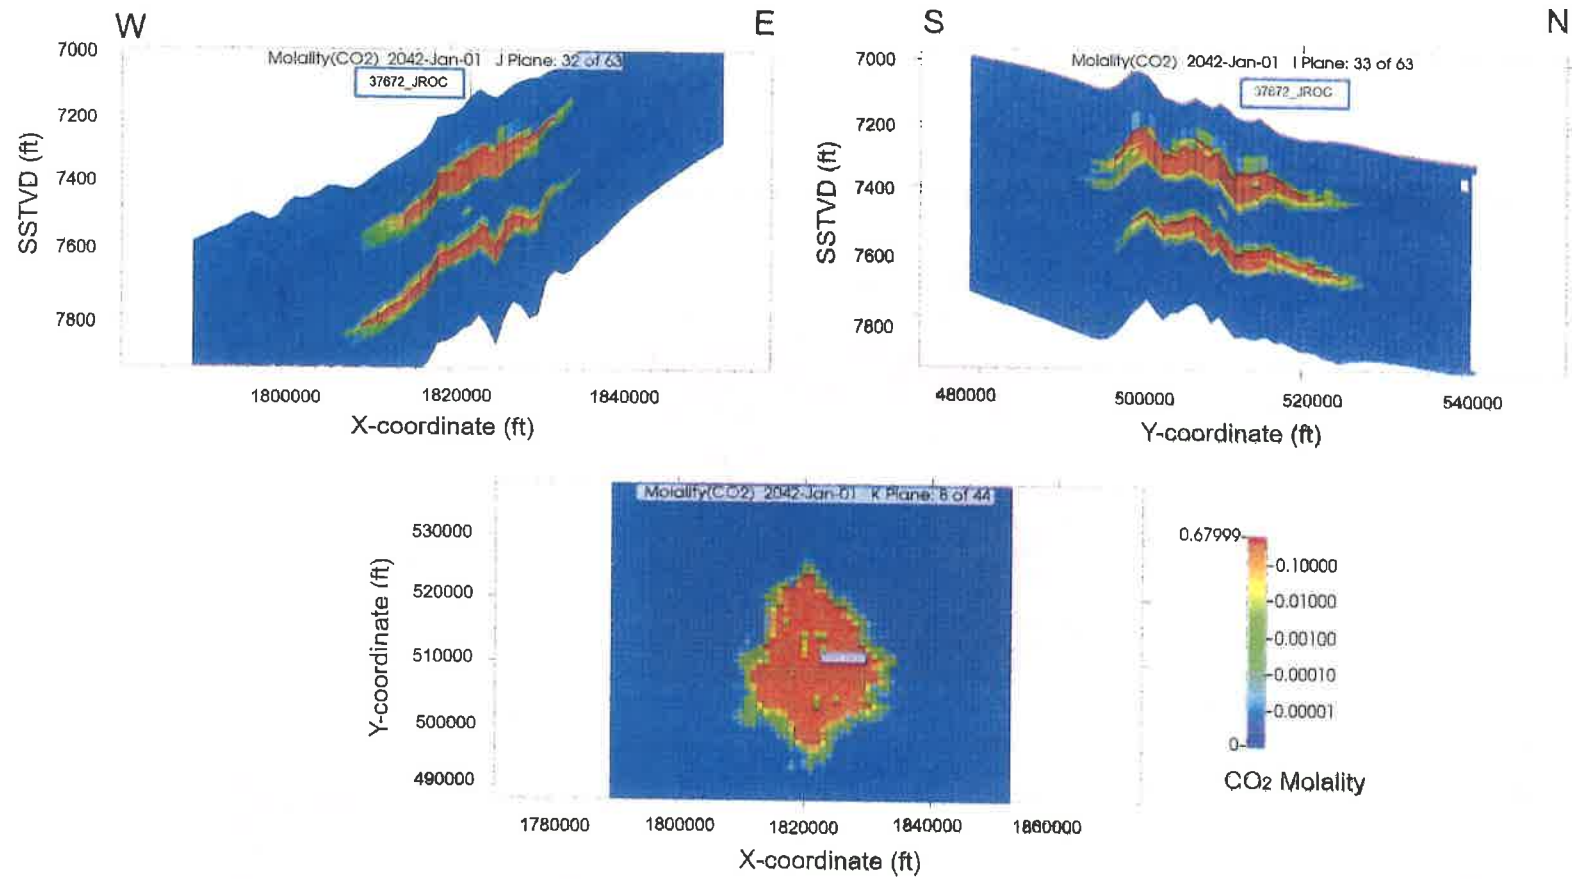 W
E
Molality(CO2) 2042-Jan-01 J Plane: 32 of 63
37672_JROC
7000
7200
7400
7600
7800
SSTVD (ft)
1800000
1820000
1840000
X-coordinate (ft)
S
N
Molality(CO2) 2042-Jan-01 I Plane: 33 of 63
37672_JROC
7000
7200
7400
7600
7800
SSTVD (ft)
480000
500000
520000
540000
Y-coordinate (ft)
Molality(CO2) 2042-Jan-01 K Plane: 8 of 44
530000
520000
510000
500000
490000
Y-coordinate (ft)
1780000
1800000
1820000
1840000
1860000
X-coordinate (ft)
0.67999
0.10000
0.01000
0.00100
0.00010
0.00001
0
CO2 Molality